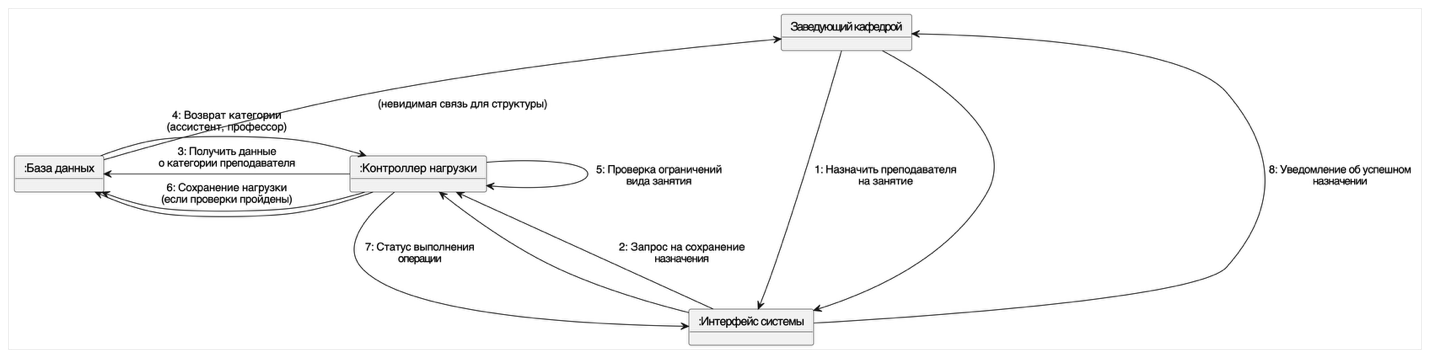 Заведующий кафедрой
(невидимая связь для структуры)
4: Возврат категории
(ассистент, профессор)
3: Получить данные
о категории преподавателя
:База данных
:Контроллер нагрузки
5: Проверка ограничений
вида занятия
1: Назначить преподавателя
на занятие
8: Уведомление об успешном
назначении
6: Сохранение нагрузки
(если проверки пройдены)
7: Статус выполнения
операции
2: Запрос на сохранение
назначения
:Интерфейс системы